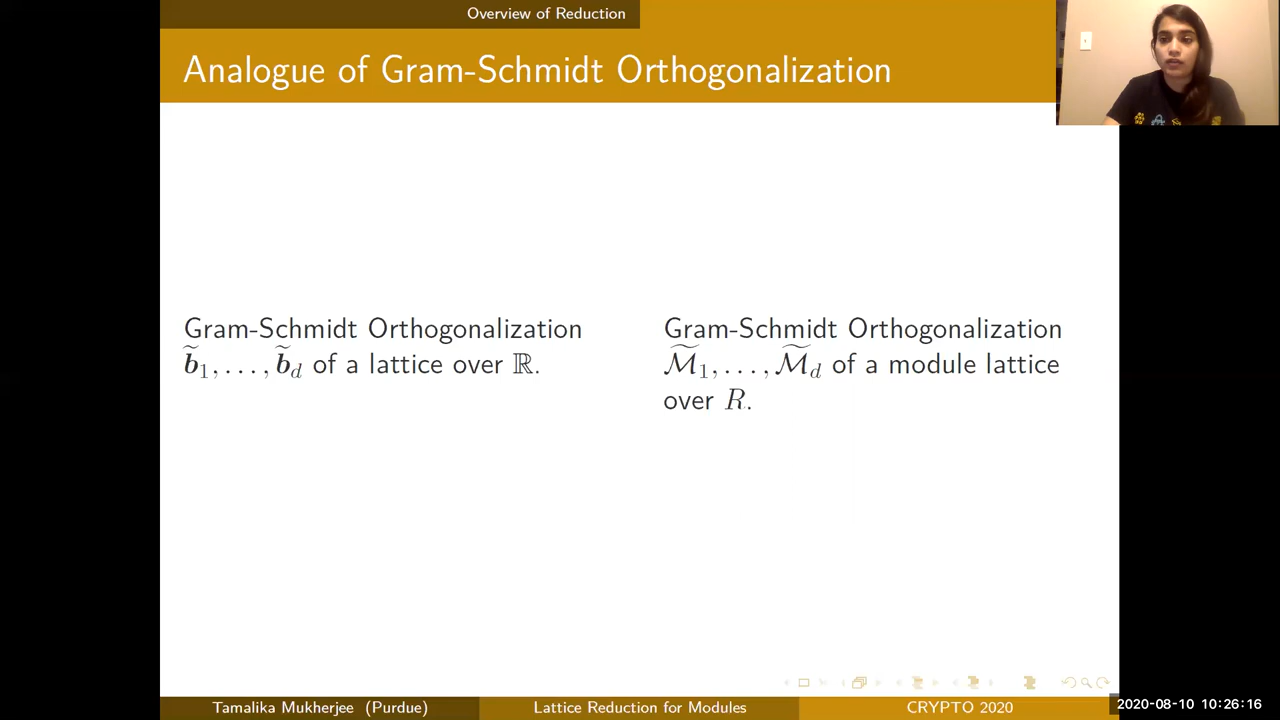 Overview of Reduction
Analogue of Gram-Schmidt Orthogonalization
Gram-Schmidt Orthogonalization
b̃₁, . . . , b̃_d of a lattice over ℝ.
Gram-Schmidt Orthogonalization
ℳ̃₁, . . . , ℳ̃_d of a module lattice
over R.
Tamalika Mukherjee (Purdue)
Lattice Reduction for Modules
CRYPTO 2020
2020-08-10 10:26:16